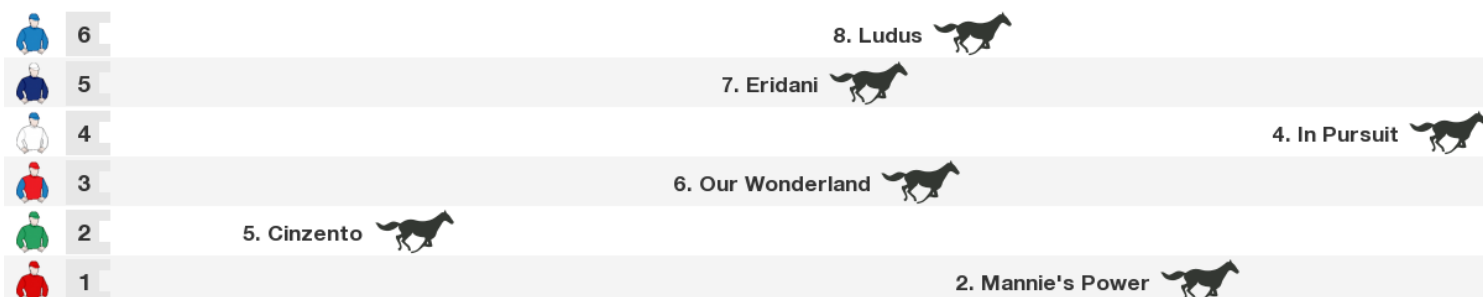 6 8. Ludus
5 7. Eridani
4 4. In Pursuit
3 6. Our Wonderland
2 5. Cinzento
1 2. Mannie's Power